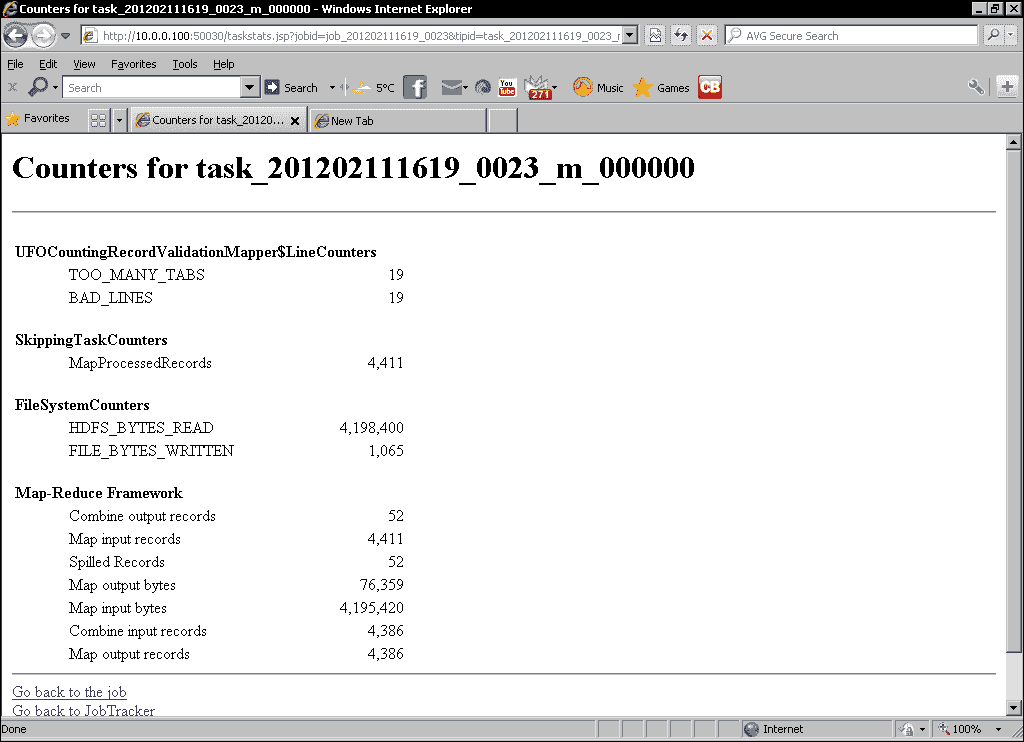 Counters for task_201202111619_0023_m_000000 - Windows Internet Explorer
http://10.0.0.100:50030/taskstats.jsp?jobid=job_201202111619_0023&tipid=task_201202111619_0023_r
AVG Secure Search
File Edit View Favorites Tools Help
x Search Search 5°C f 271 You Tube Music Games CB
Favorites Counters for task_20120... x New Tab
Counters for task_201202111619_0023_m_000000
UFOCountingRecordValidationMapper$LineCounters
TOO_MANY_TABS 19
BAD_LINES 19
SkippingTaskCounters
MapProcessedRecords 4,411
FileSystemCounters
HDFS_BYTES_READ 4,198,400
FILE_BYTES_WRITTEN 1,065
Map-Reduce Framework
Combine output records 52
Map input records 4,411
Spilled Records 52
Map output bytes 76,359
Map input bytes 4,195,420
Combine input records 4,386
Map output records 4,386
Go back to the job
Go back to JobTracker
Done Internet 100%